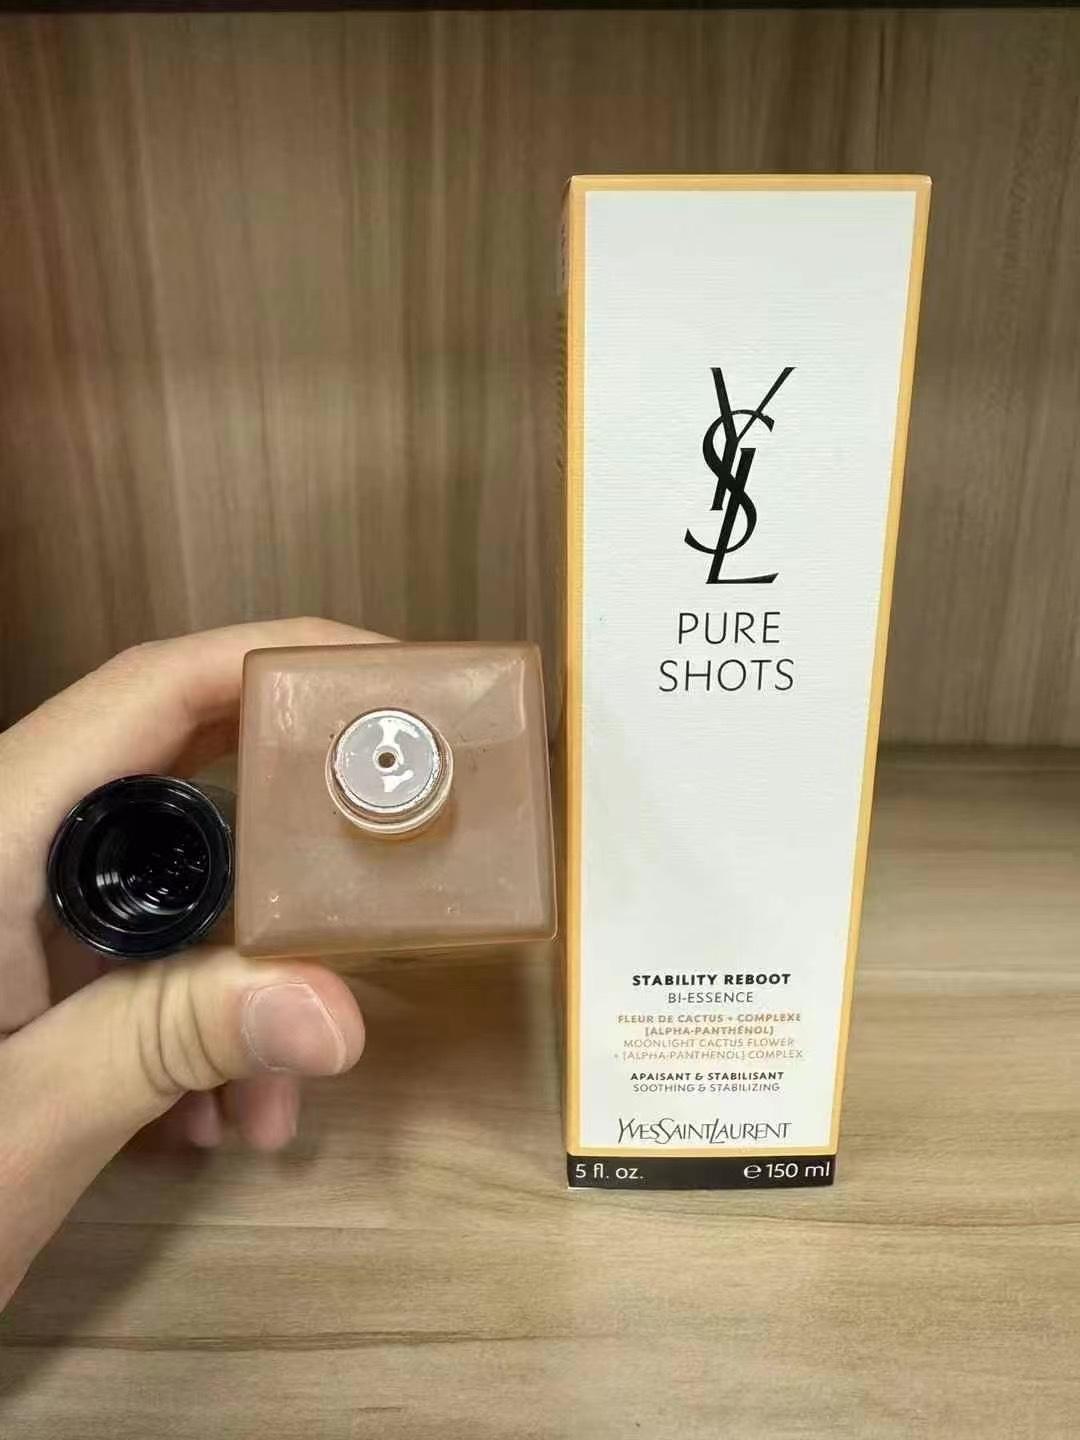 YSL
PURE
SHOTS
STABILITY REBOOT
BI-ESSENCE
FLEUR DE CACTUS + COMPLEXE
[ALPHA-PANTHÉNOL]
MOONLIGHT CACTUS FLOWER
+ [ALPHA-PANTHENOL] COMPLEX
APAISANT & STABILISANT
SOOTHING & STABILIZING
YVESSAINTLAURENT
5 fl. oz. ℮ 150 ml